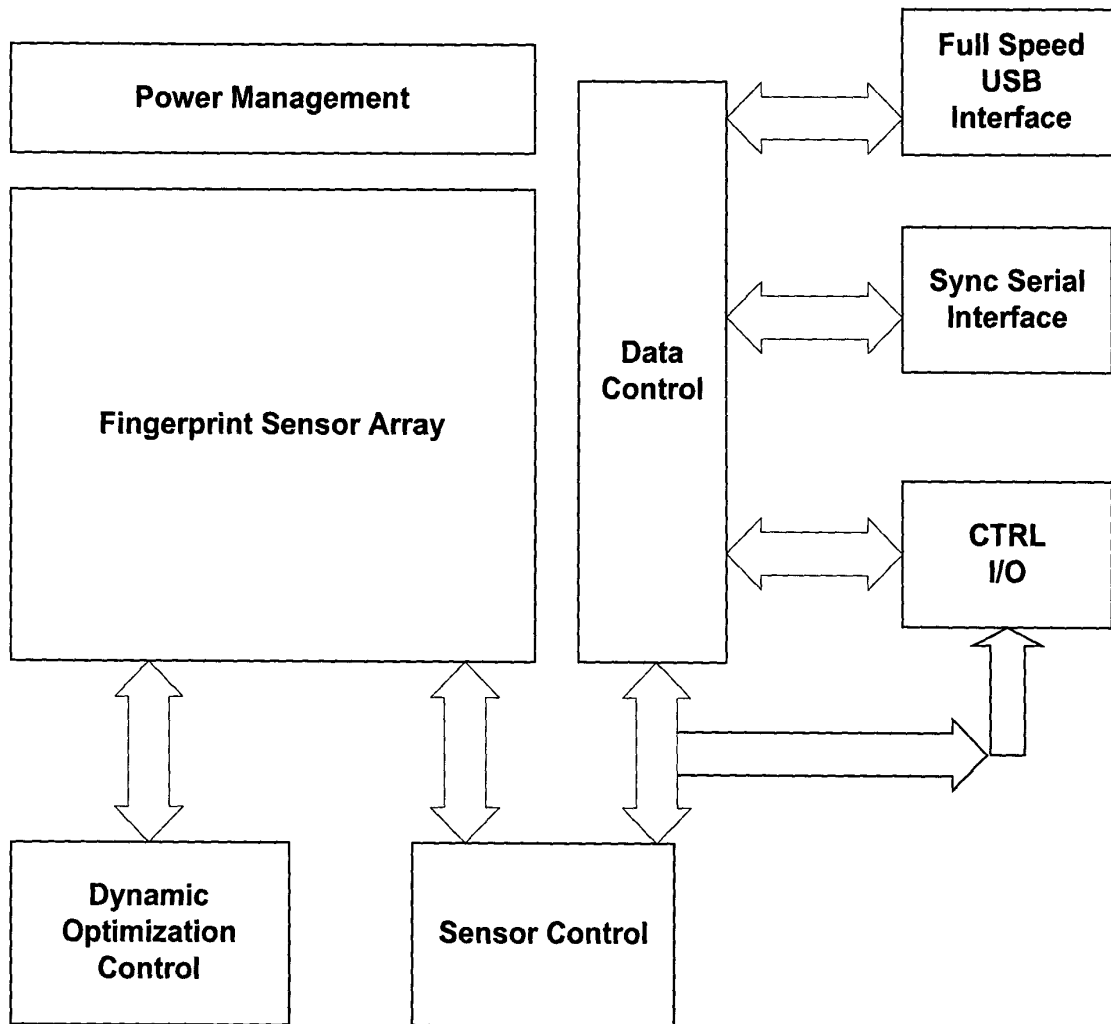 Power Management
Full Speed
USB
Interface
Fingerprint Sensor Array
Data
Control
Sync Serial
Interface
CTRL
I/O
Dynamic
Optimization
Control
Sensor Control